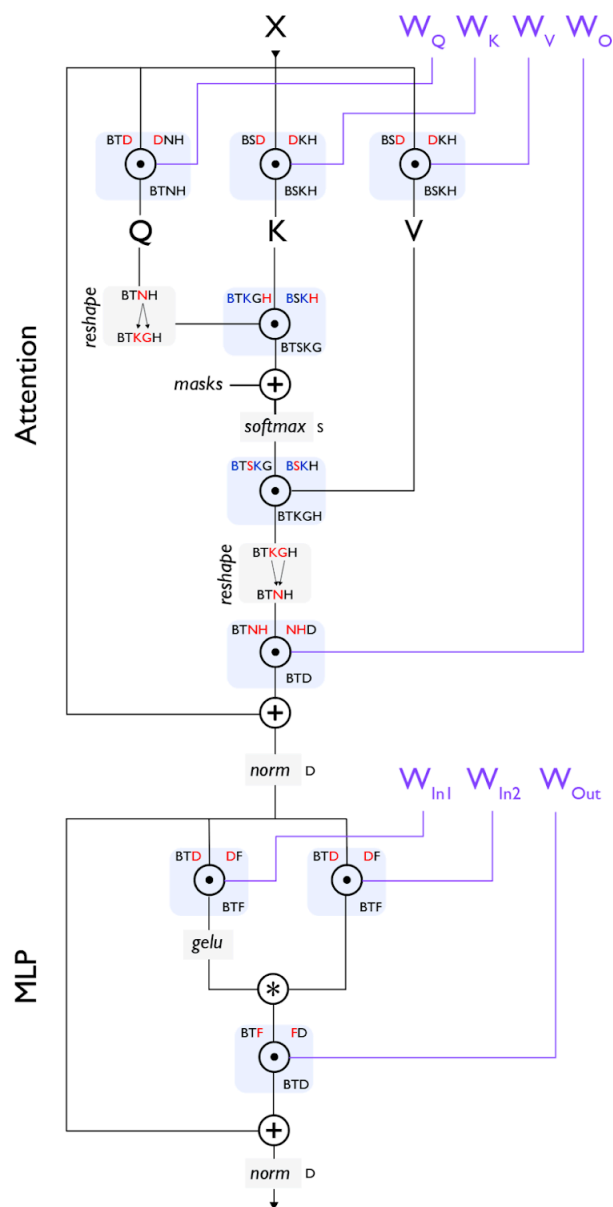 X W_Q W_K W_V W_O
BTD DNH BSD DKH BSD DKH
BTNH BSKH BSKH
Q K V
reshape
BTNH
BTKGH
BTKGH BSKH
BTSKG
masks +
softmax S
Attention
BTSKG BSKH
BTKGH
reshape
BTKGH
BTNH
BTNH NHD
BTD
+
norm D
W_In1 W_In2 W_Out
BTD DF BTD DF
BTF BTF
gelu
*
MLP
BTF FD
BTD
+
norm D